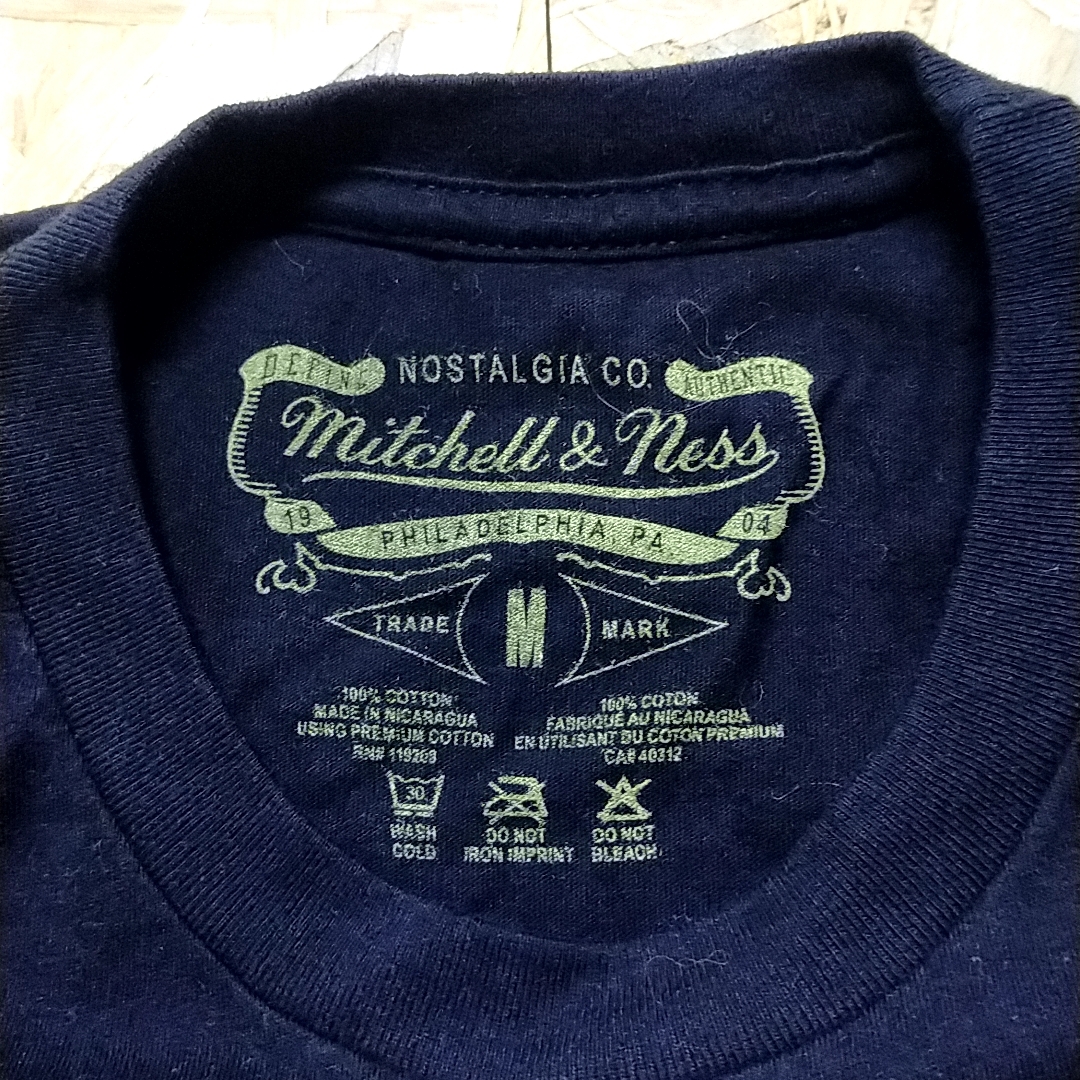 DEFINE NOSTALGIA CO. AUTHENTIC
Mitchell & Ness
19 PHILADELPHIA, PA. 04
TRADE M MARK
100% COTTON
MADE IN NICARAGUA
USING PREMIUM COTTON
RN# 119203
100% COTON
FABRIQUÉ AU NICARAGUA
EN UTILISANT DU COTON PREMIUM
CA# 40312
30
WASH
COLD
DO NOT
IRON IMPRINT
DO NOT
BLEACH